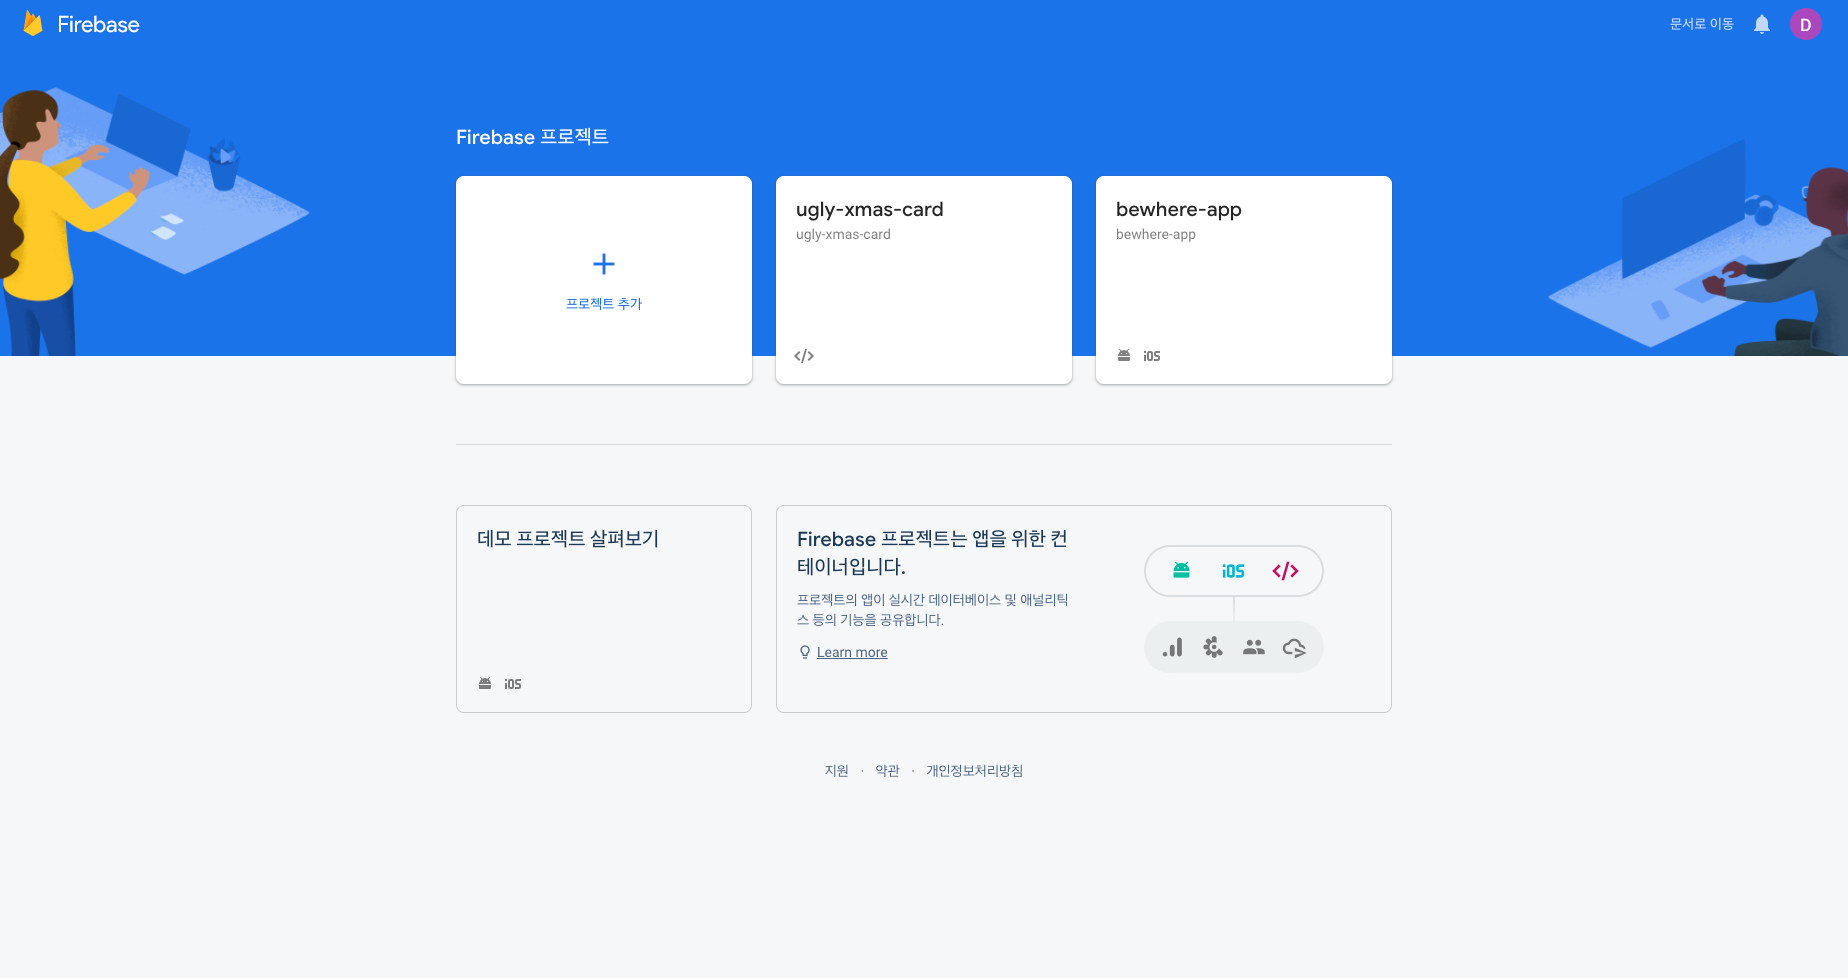 Firebase
문서로 이동
D
Firebase 프로젝트
프로젝트 추가
ugly-xmas-card
ugly-xmas-card
bewhere-app
bewhere-app
iOS
데모 프로젝트 살펴보기
iOS
Firebase 프로젝트는 앱을 위한 컨
테이너입니다.
프로젝트의 앱이 실시간 데이터베이스 및 애널리틱
스 등의 기능을 공유합니다.
Learn more
iOS
지원 · 약관 · 개인정보처리방침